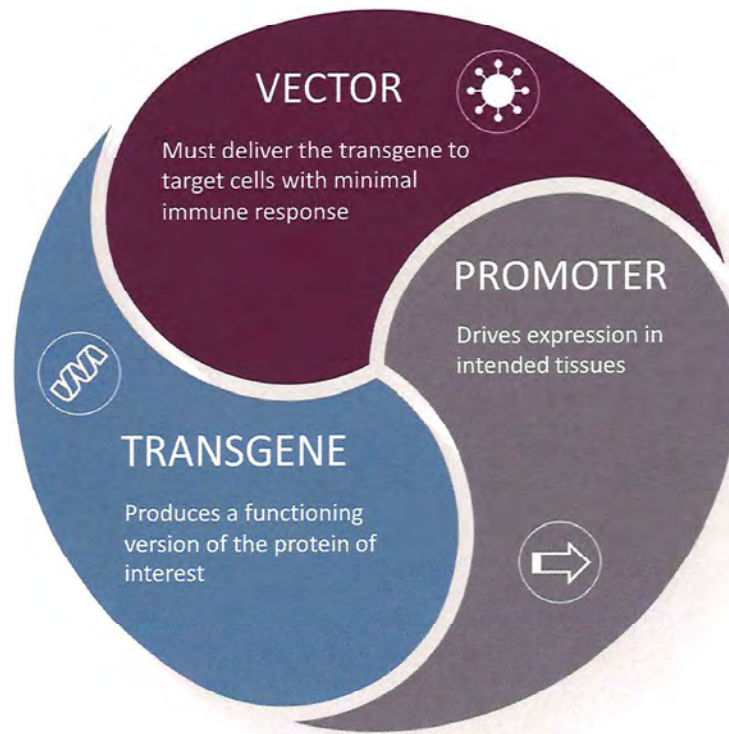 VECTOR
Must deliver the transgene to
target cells with minimal
immune response
PROMOTER
Drives expression in
intended tissues
TRANSGENE
Produces a functioning
version of the protein of
interest